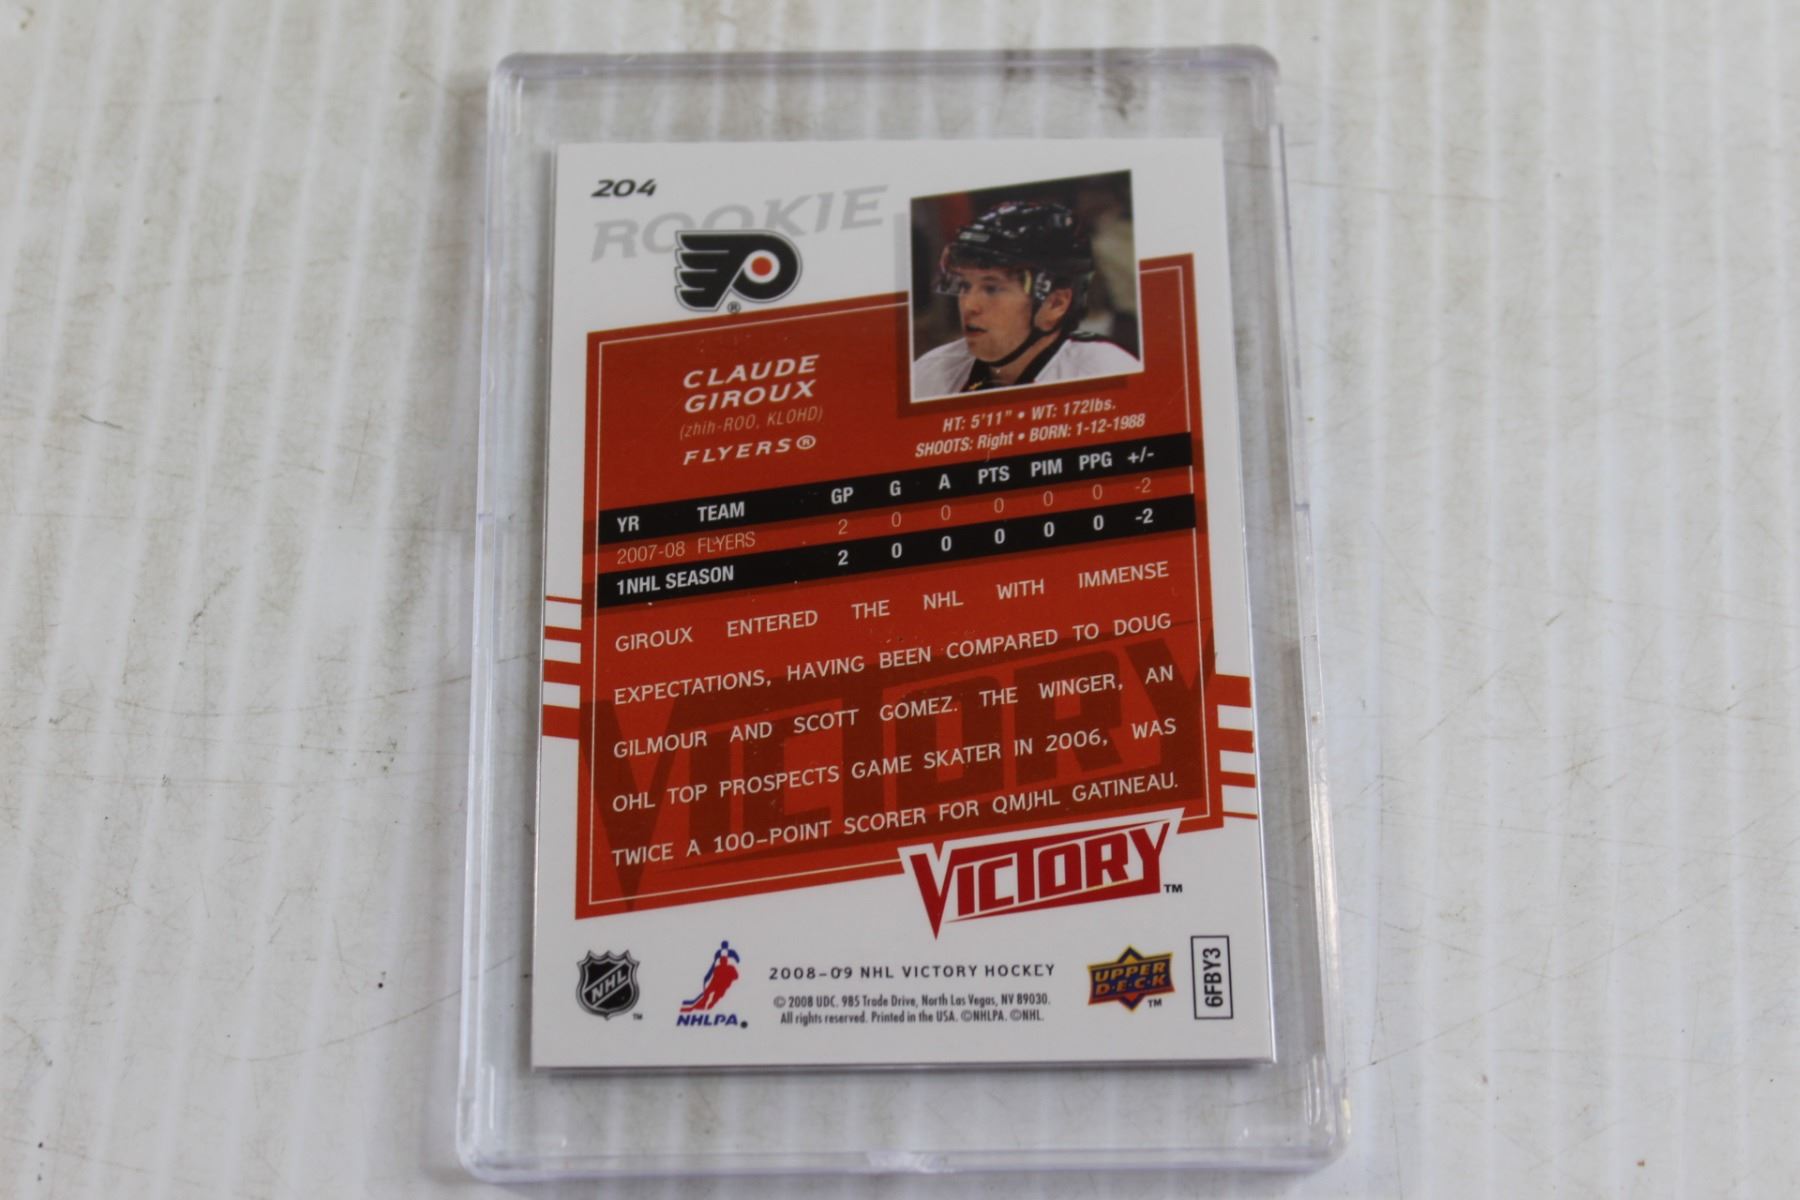 204
ROOKIE
®
CLAUDE
GIROUX
(zhih-ROO, KLOHD)
FLYERS®
HT: 5'11" • WT: 172lbs.
SHOOTS: Right • BORN: 1-12-1988
YR TEAM GP G A PTS PIM PPG +/-
2007-08 FLYERS 2 0 0 0 0 0 -2
1NHL SEASON 2 0 0 0 0 0 -2
GIROUX ENTERED THE NHL WITH IMMENSE
EXPECTATIONS, HAVING BEEN COMPARED TO DOUG
GILMOUR AND SCOTT GOMEZ. THE WINGER, AN
OHL TOP PROSPECTS GAME SKATER IN 2006, WAS
TWICE A 100-POINT SCORER FOR QMJHL GATINEAU.
VICTORY
VICTORY™
NHL™
NHLPA®
2008-09 NHL VICTORY HOCKEY
© 2008 UDC. 985 Trade Drive, North Las Vegas, NV 89030.
All rights reserved. Printed in the USA. ©NHLPA. ©NHL.
UPPER
D·E·C·K™
6FBY3